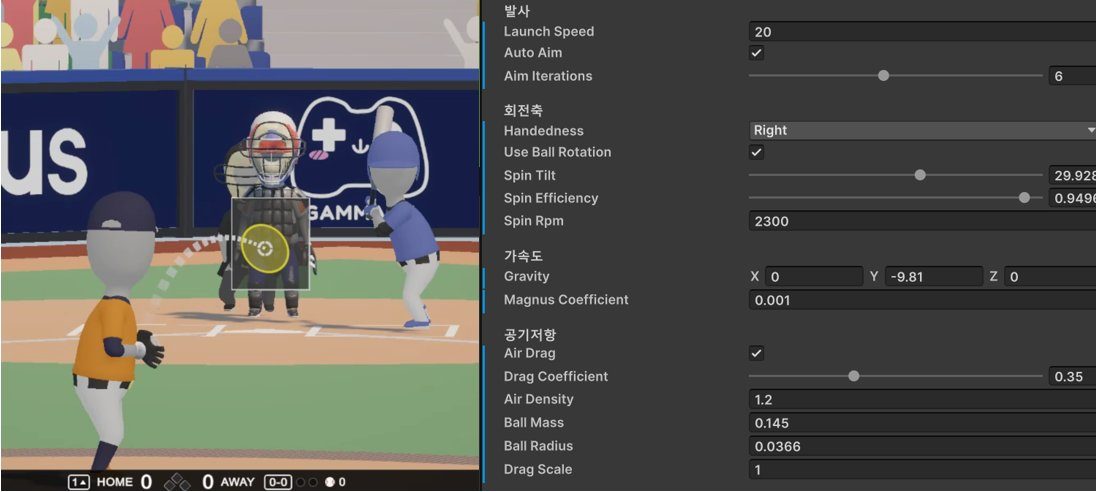 us
GAMMA
1▲ HOME 0 0 AWAY 0-0 0
발사
Launch Speed 20
Auto Aim
Aim Iterations 6
회전축
Handedness Right
Use Ball Rotation
Spin Tilt 29.928
Spin Efficiency 0.9496
Spin Rpm 2300
가속도
Gravity X 0 Y -9.81 Z 0
Magnus Coefficient 0.001
공기저항
Air Drag
Drag Coefficient 0.35
Air Density 1.2
Ball Mass 0.145
Ball Radius 0.0366
Drag Scale 1